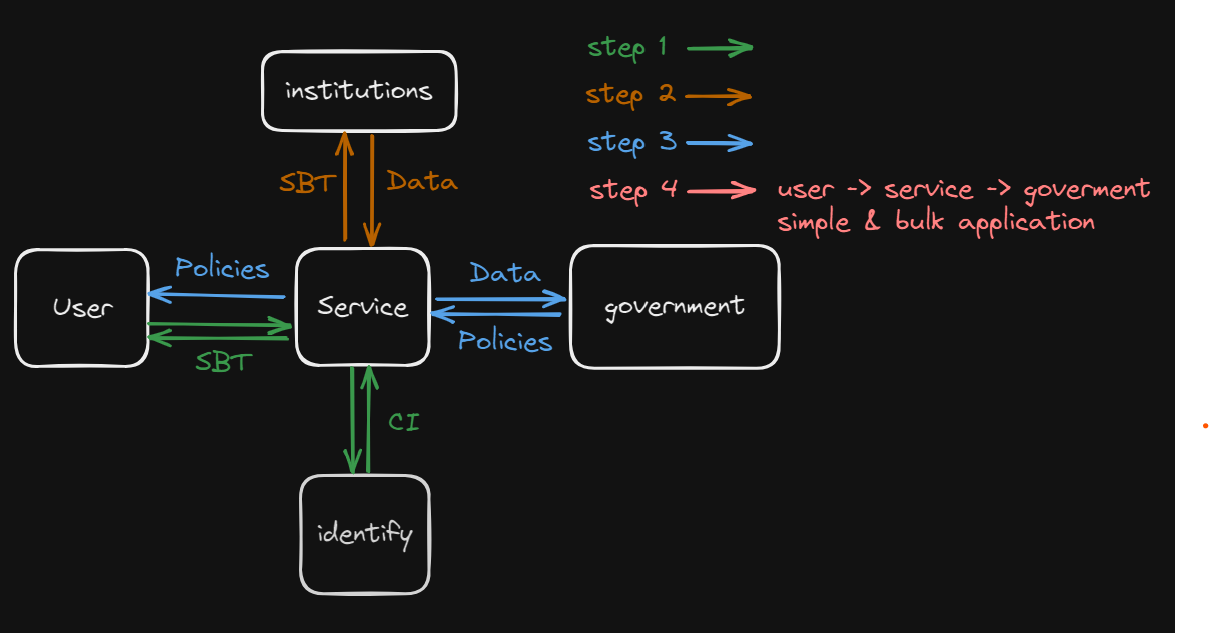 step 1
institutions
step 2
step 3
SBT
Data
step 4
user -> service -> goverment
simple & bulk application
Policies
Data
User
Service
government
Policies
SBT
CI
identify